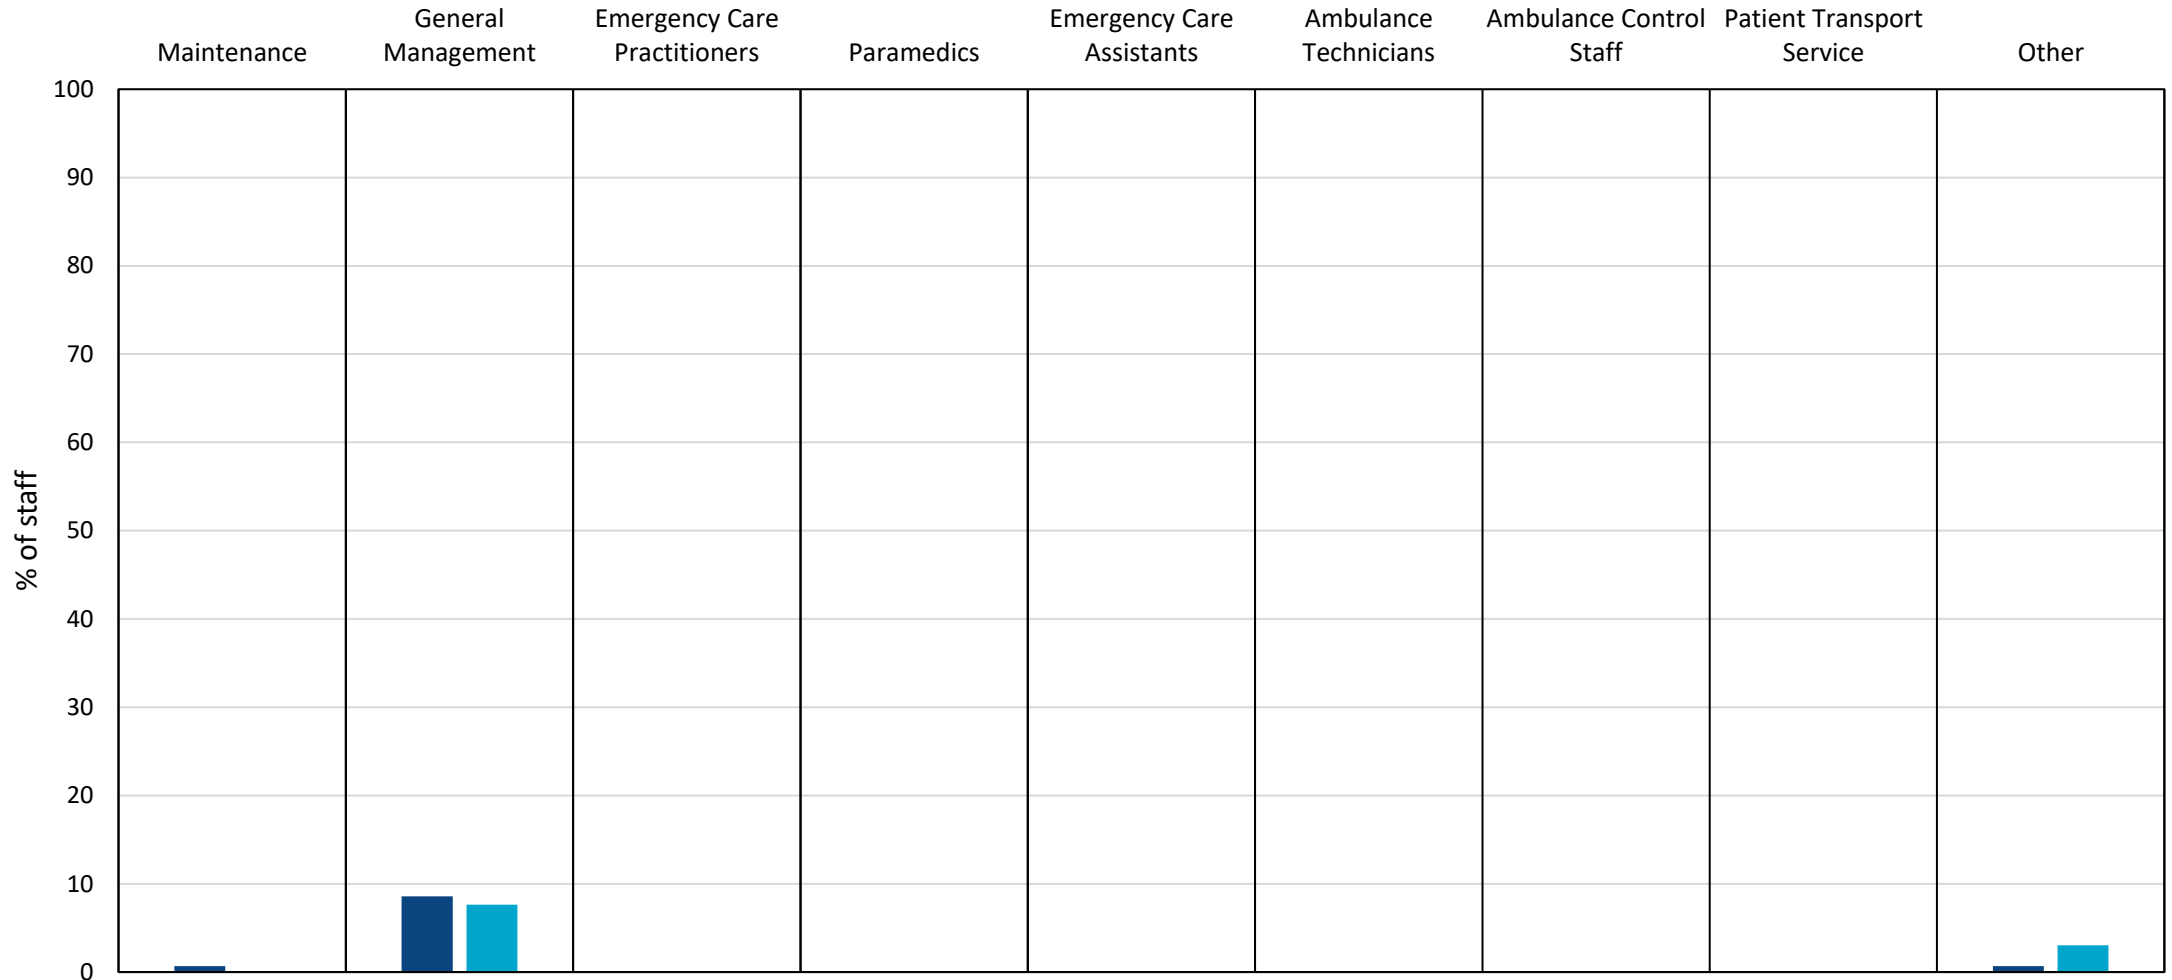 Maintenance
General
Management
Emergency Care
Practitioners
Paramedics
Emergency Care
Assistants
Ambulance
Technicians
Ambulance Control
Staff
Patient Transport
Service
Other
100
90
80
70
60
50
40
30
20
10
0
% of staff